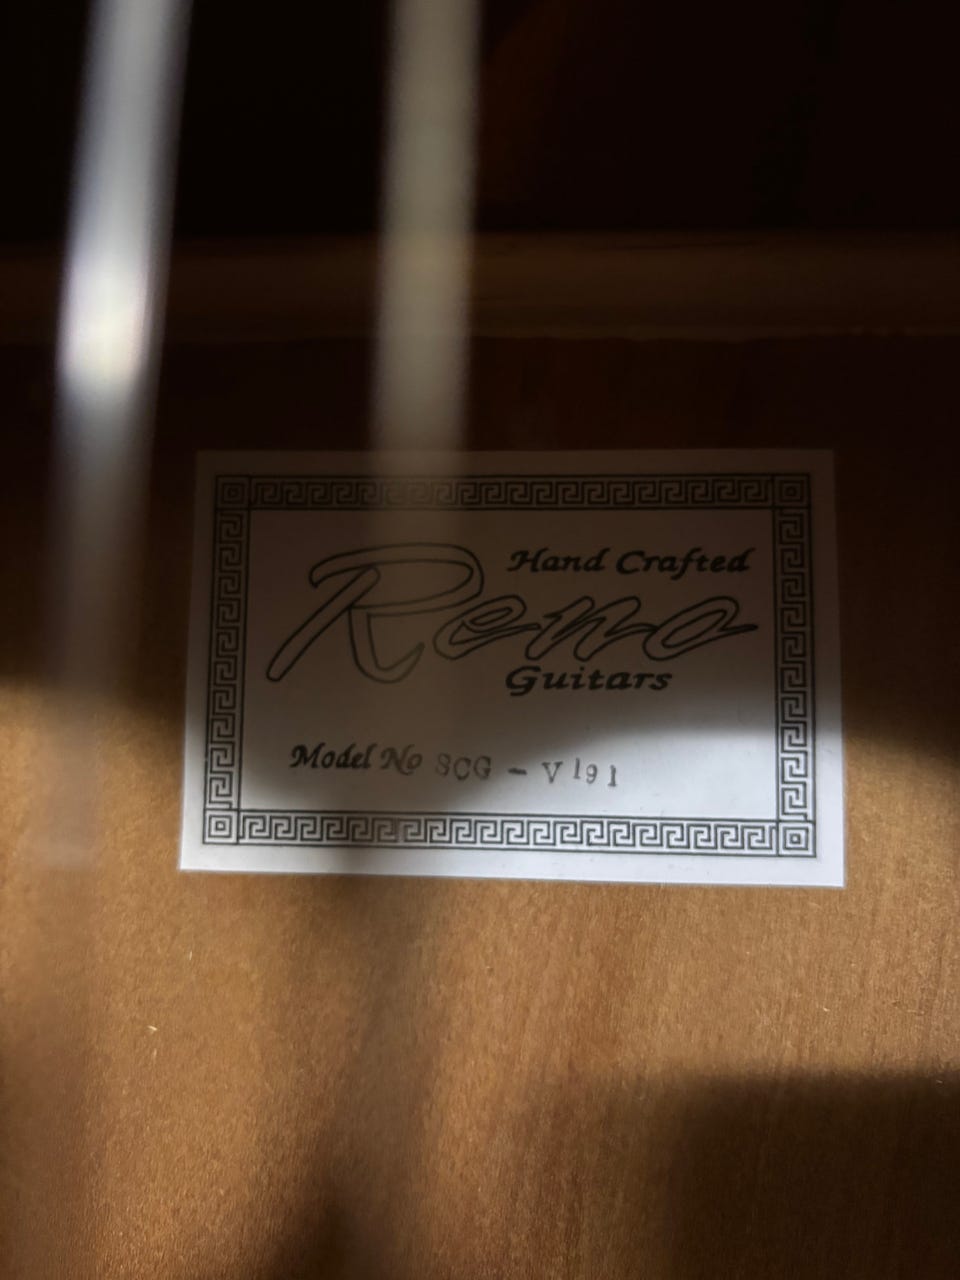 Hand Crafted
Reno
Guitars
Model No SCG - V191